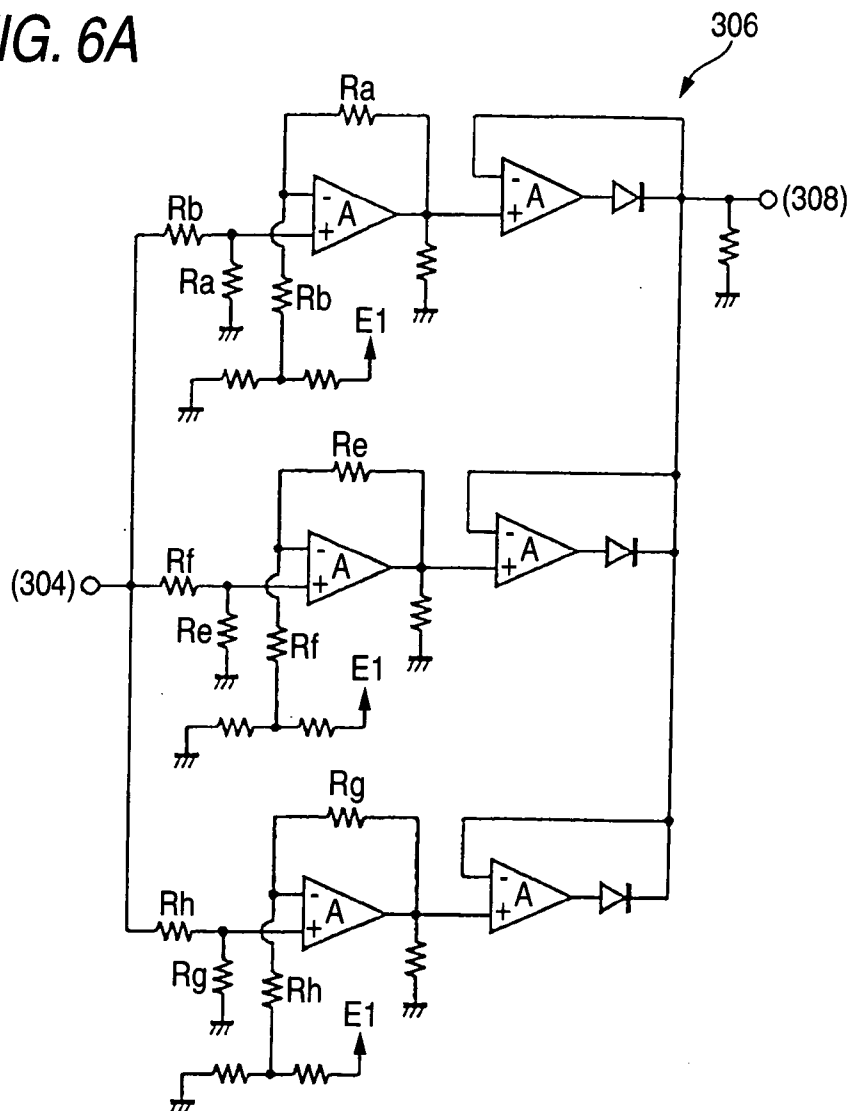 IG. 6A
306
Ra
-
A
+
-
A
+
(308)
Rb
Ra
Rb
E1
Re
-
A
+
-
A
+
(304)
Rf
Re
Rf
E1
Rg
-
A
+
-
A
+
Rh
Rg
Rh
E1